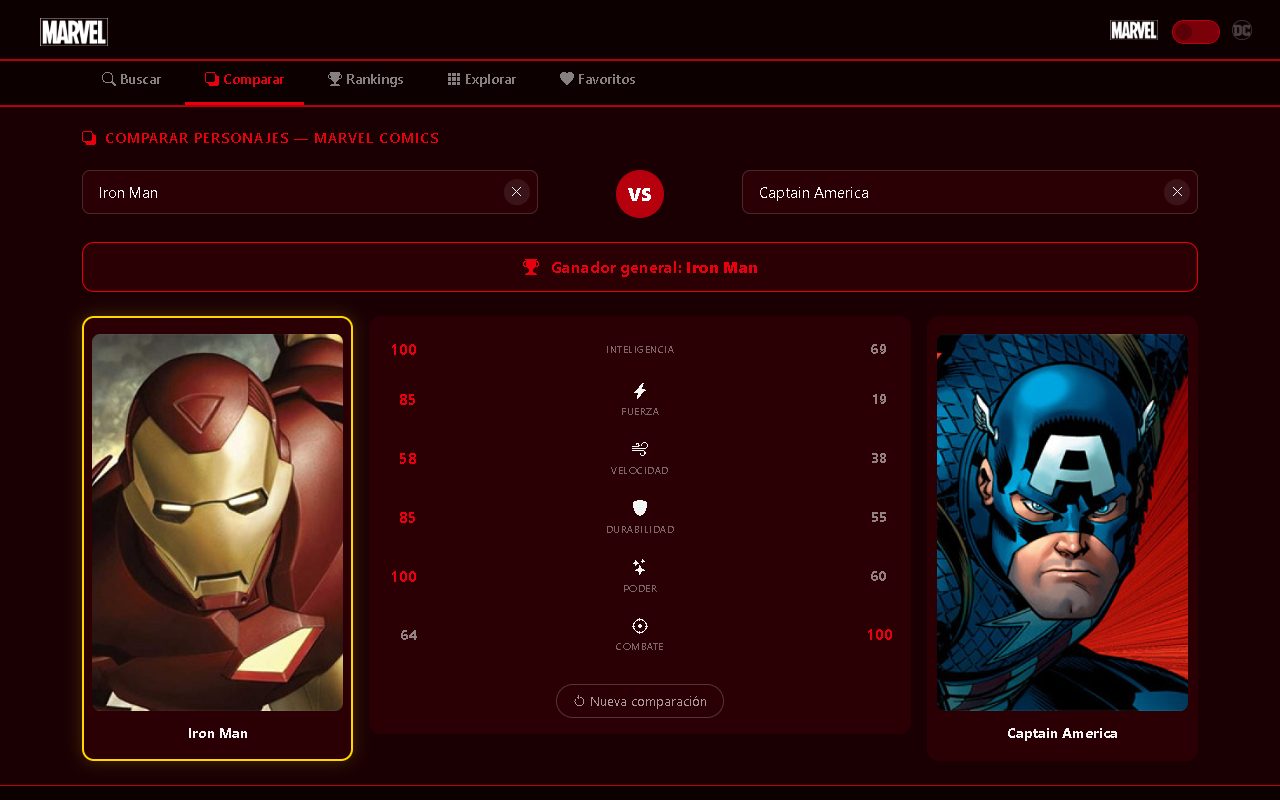 MARVEL
MARVEL DC
Buscar Comparar Rankings Explorar Favoritos
COMPARAR PERSONAJES — MARVEL COMICS
Iron Man VS Captain America
Ganador general: Iron Man
100 INTELIGENCIA 69
85 FUERZA 19
58 VELOCIDAD 38
85 DURABILIDAD 55
100 PODER 60
64 COMBATE 100
Nueva comparación
Iron Man
A
Captain America